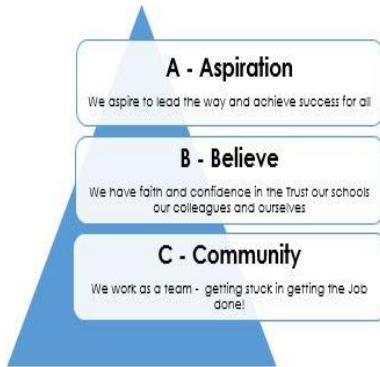 A - Aspiration
We aspire to lead the way and achieve success for all
B - Believe
We have faith and confidence in the Trust our schools
our colleagues and ourselves
C - Community
We work as a team - getting stuck in getting the Job
done!